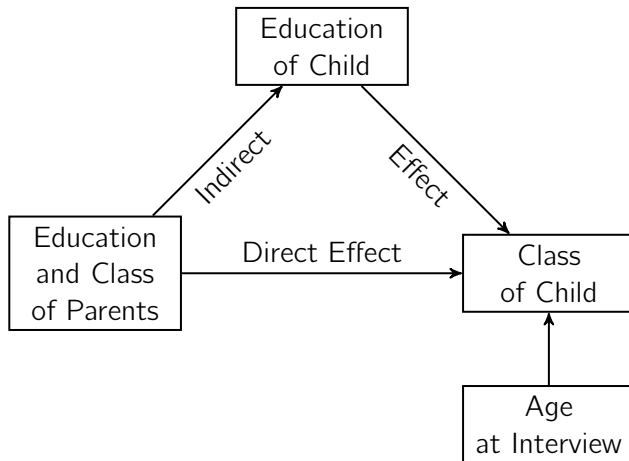 Education
of Child
Indirect
Effect
Education
and Class
of Parents
Direct Effect
Class
of Child
Age
at Interview